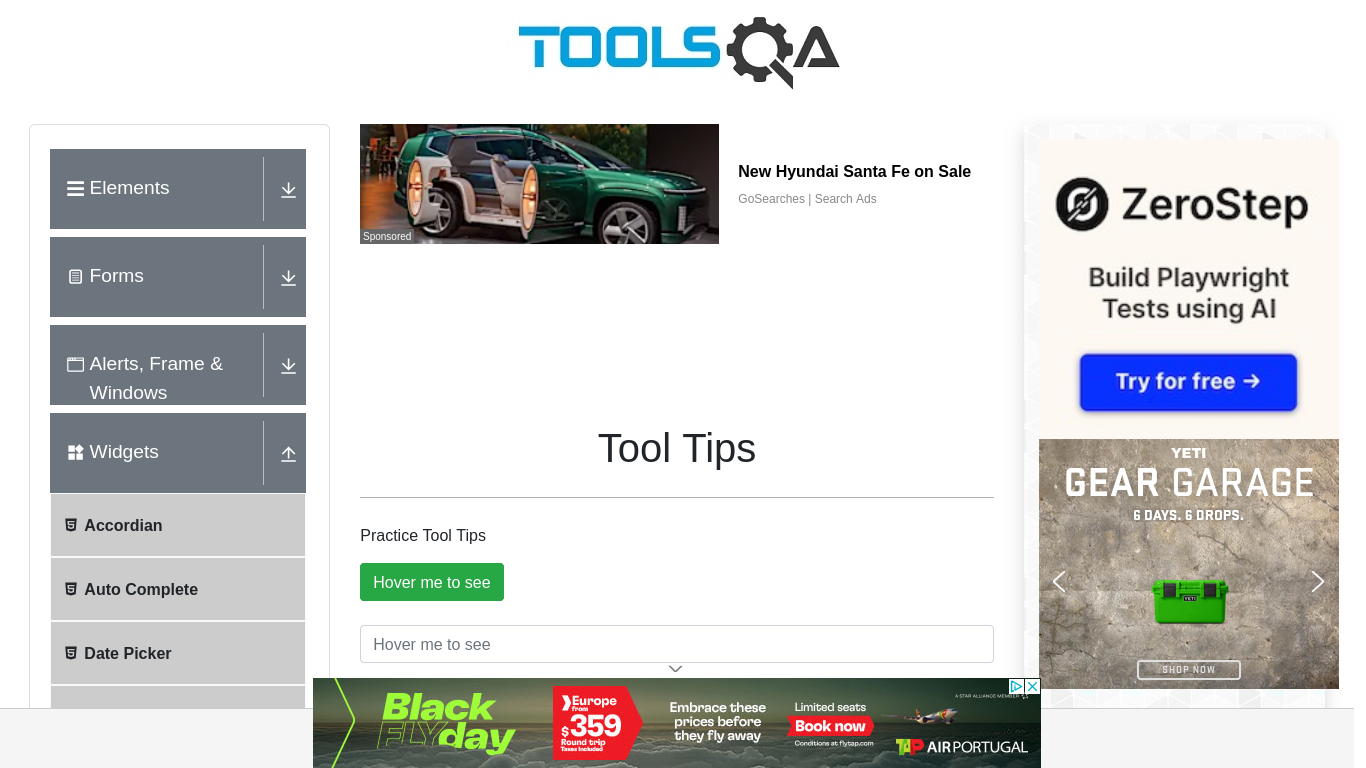 TOOLSQA
Elements
Forms
Alerts, Frame &
Windows
Widgets
Accordian
Auto Complete
Date Picker
Sponsored
New Hyundai Santa Fe on Sale
GoSearches | Search Ads
Tool Tips
Practice Tool Tips
Hover me to see
Hover me to see
ZeroStep
Build Playwright
Tests using AI
Try for free →
YETI
GEAR GARAGE
6 DAYS. 6 DROPS.
YETI
SHOP NOW
Black
FLY day
Europe
from
$359
Round trip
Taxes included
Embrace these
prices before
they fly away
Limited seats
Book now
Conditions at flytap.com
A STAR ALLIANCE MEMBER
TAP AIR PORTUGAL